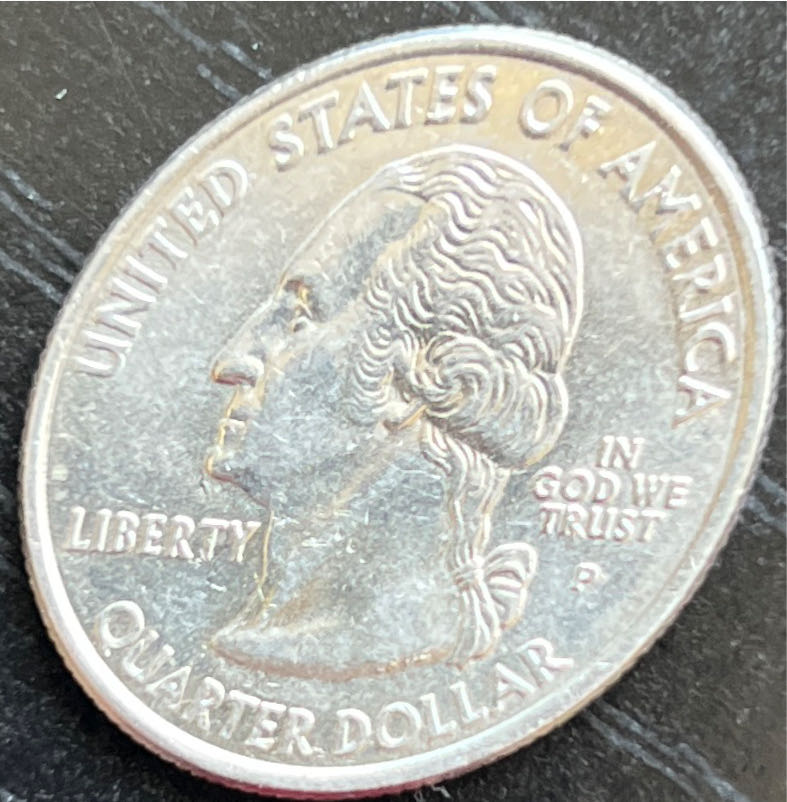 UNITED STATES OF AMERICA
LIBERTY
IN
GOD WE
TRUST
P
QUARTER DOLLAR